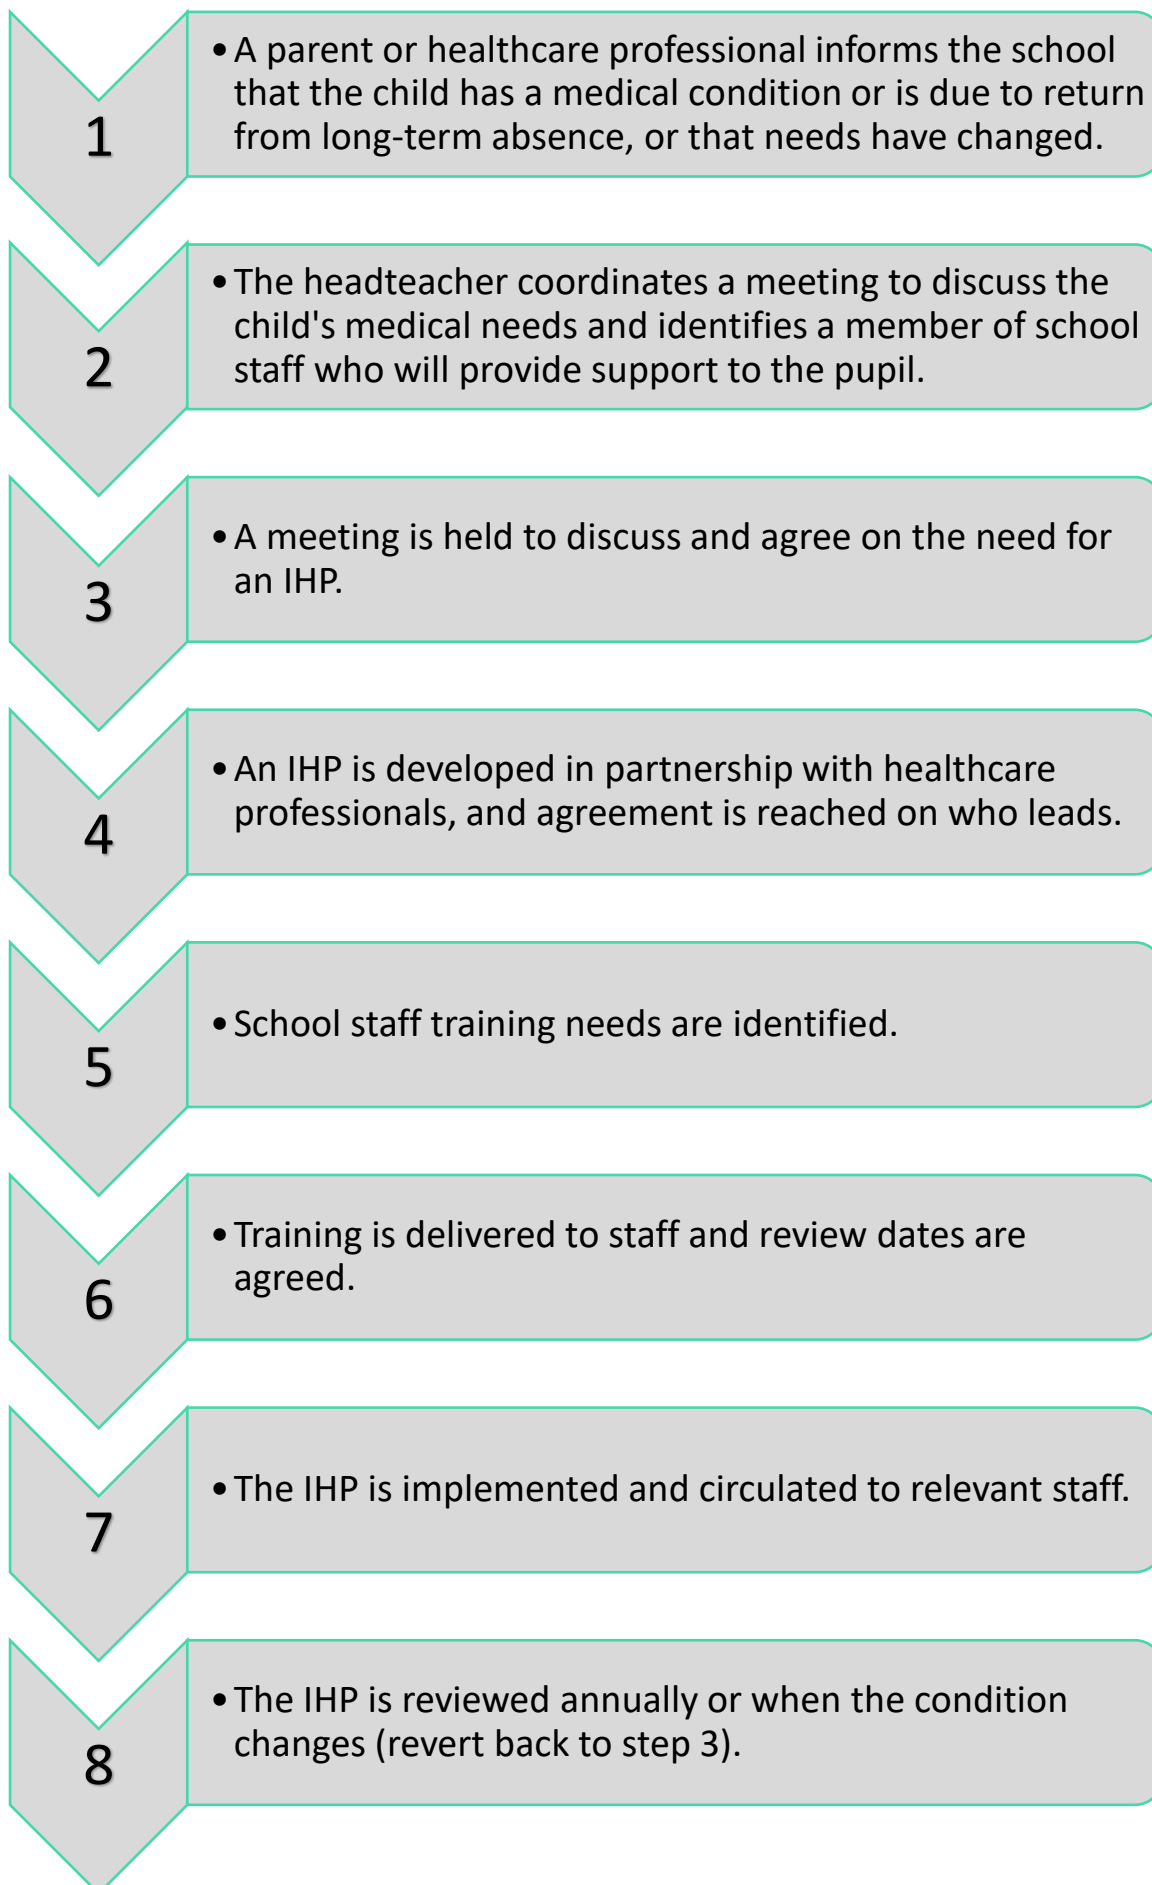 1
• A parent or healthcare professional informs the school
that the child has a medical condition or is due to return
from long-term absence, or that needs have changed.
2
• The headteacher coordinates a meeting to discuss the
child's medical needs and identifies a member of school
staff who will provide support to the pupil.
3
• A meeting is held to discuss and agree on the need for
an IHP.
4
• An IHP is developed in partnership with healthcare
professionals, and agreement is reached on who leads.
5
• School staff training needs are identified.
6
• Training is delivered to staff and review dates are
agreed.
7
• The IHP is implemented and circulated to relevant staff.
8
• The IHP is reviewed annually or when the condition
changes (revert back to step 3).